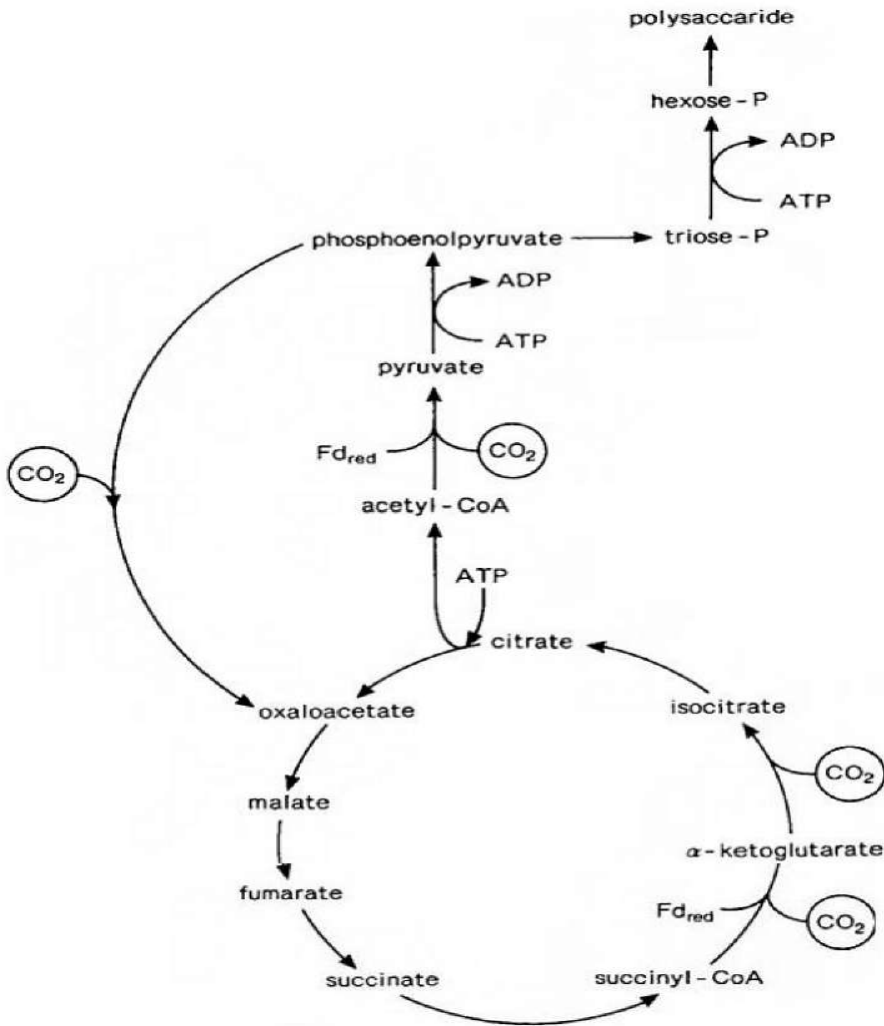 polysaccaride
hexose-P
ADP
ATP
phosphoenolpyruvate
triose-P
ADP
ATP
pyruvate
Fdred
CO2
CO2
acetyl-CoA
ATP
citrate
oxaloacetate
isocitrate
CO2
malate
α-ketoglutarate
fumarate
Fdred
CO2
succinate
succinyl-CoA